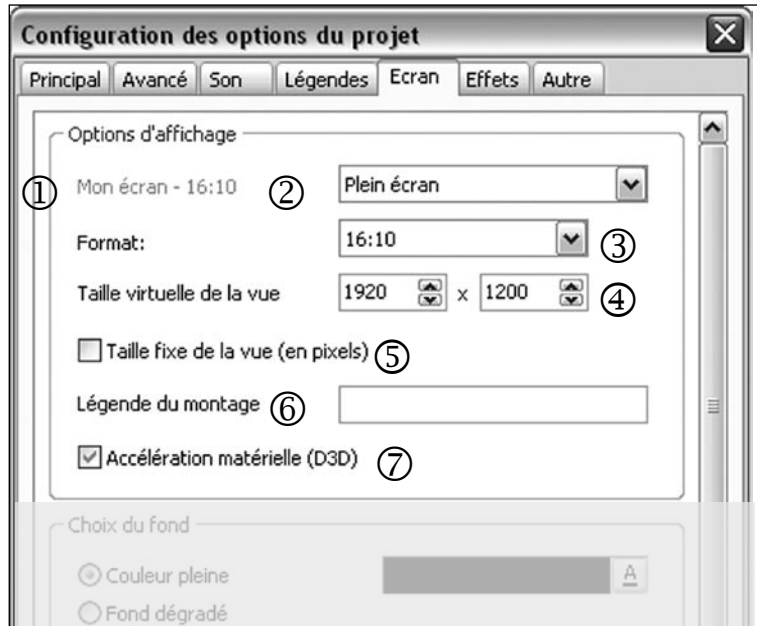 Configuration des options du projet
Principal Avancé Son Légendes Ecran Effets Autre
Options d'affichage
① Mon écran - 16:10 ② Plein écran
Format: 16:10 ③
Taille virtuelle de la vue 1920 x 1200 ④
Taille fixe de la vue (en pixels) ⑤
Légende du montage ⑥
Accélération matérielle (D3D) ⑦
Choix du fond
Couleur pleine A
Fond dégradé